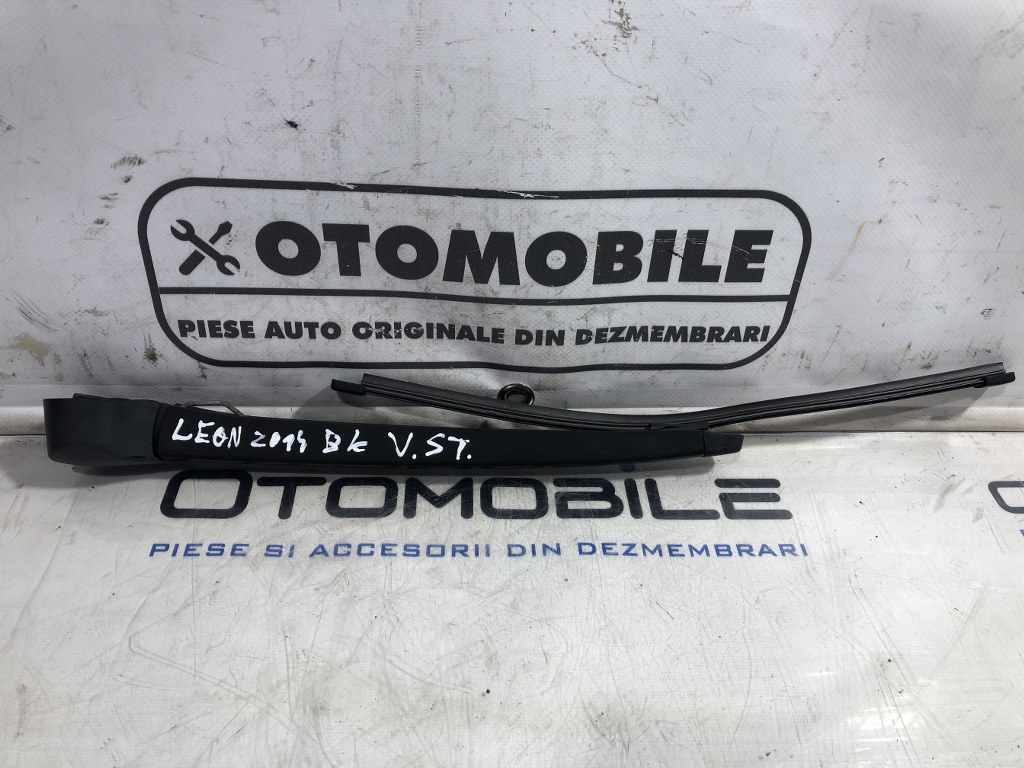 OTOMOBILE
PIESE AUTO ORIGINALE DIN DEZMEMBRARI
LEON 2014 BK V.ST.
OTOMOBILE
PIESE SI ACCESORII DIN DEZMEMBRARI